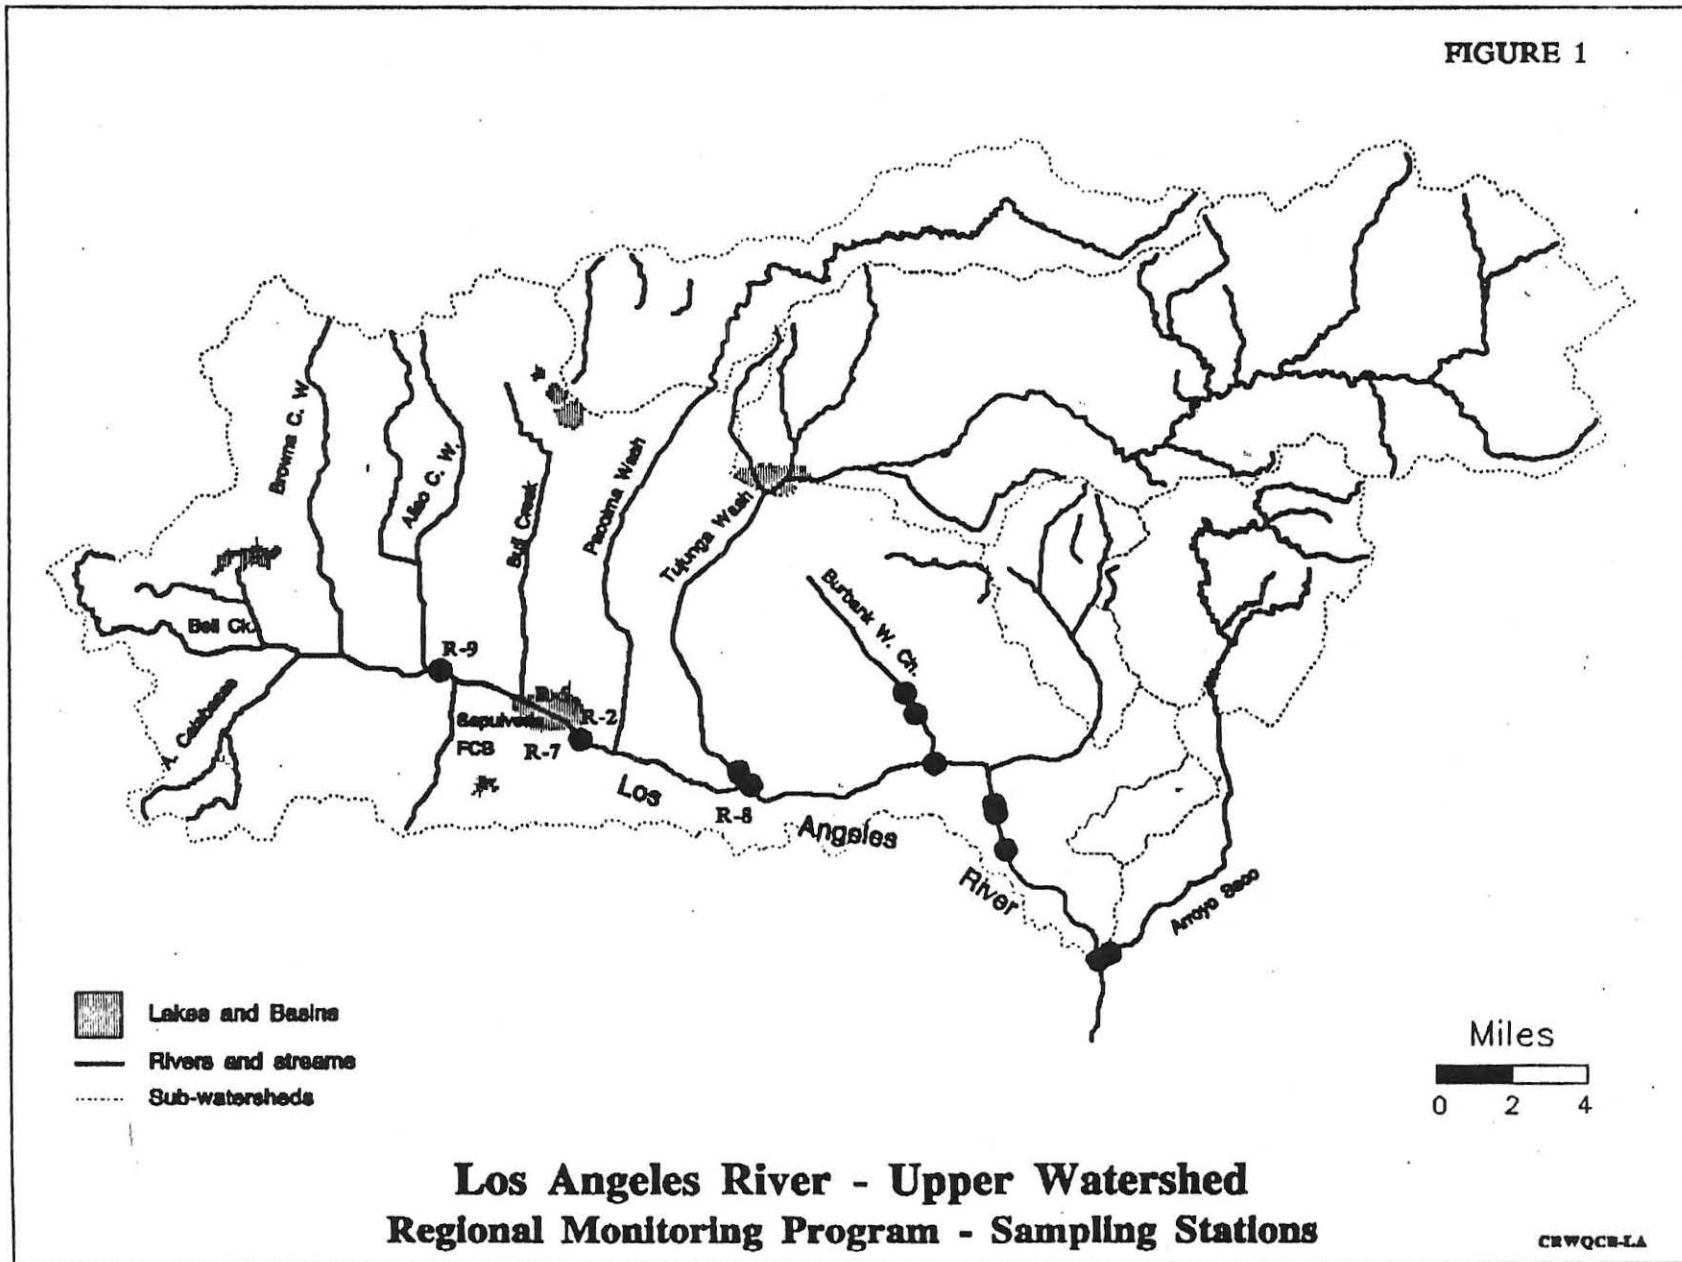 FIGURE 1
Browns C. W.
Aliso C. W.
Bull Creek
Pacoima Wash
Tujunga Wash
Burbank W. Ch.
Bell Ck.
R-9
A. Calabasas
Sepulveda
FCB
R-2
R-7
Los
R-8
Angeles
River
Arroyo Seco
Lakes and Basins
Rivers and streams
Sub-watersheds
Miles
0 2 4
Los Angeles River - Upper Watershed
Regional Monitoring Program - Sampling Stations
CRWQCB-LA